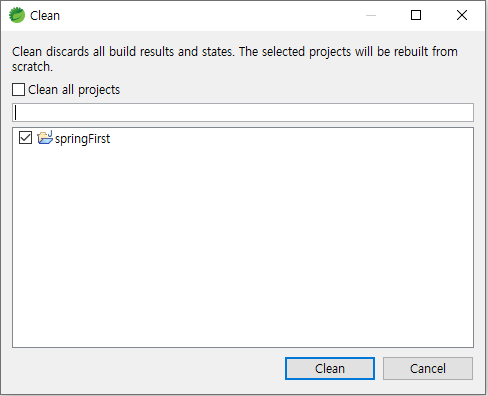 Clean
Clean discards all build results and states. The selected projects will be rebuilt from
scratch.
Clean all projects
springFirst
Clean
Cancel